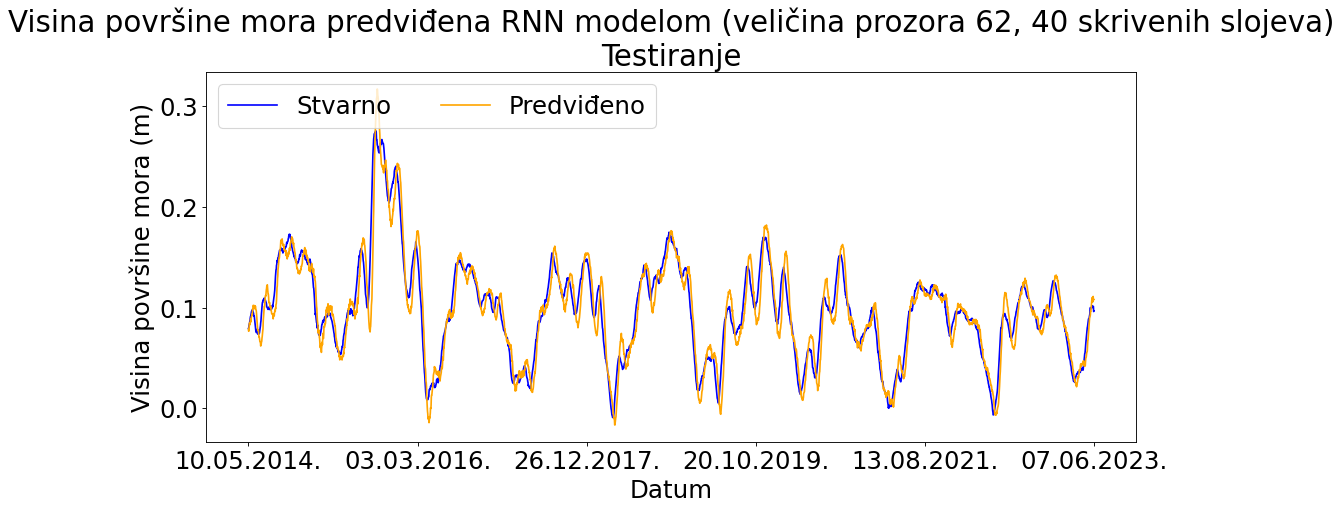 Visina površine mora predviđena RNN modelom (veličina prozora 62, 40 skrivenih slojeva)
Testiranje
Stvarno Predviđeno
Visina površine mora (m)
0.3
0.2
0.1
0.0
10.05.2014. 03.03.2016. 26.12.2017. 20.10.2019. 13.08.2021. 07.06.2023.
Datum